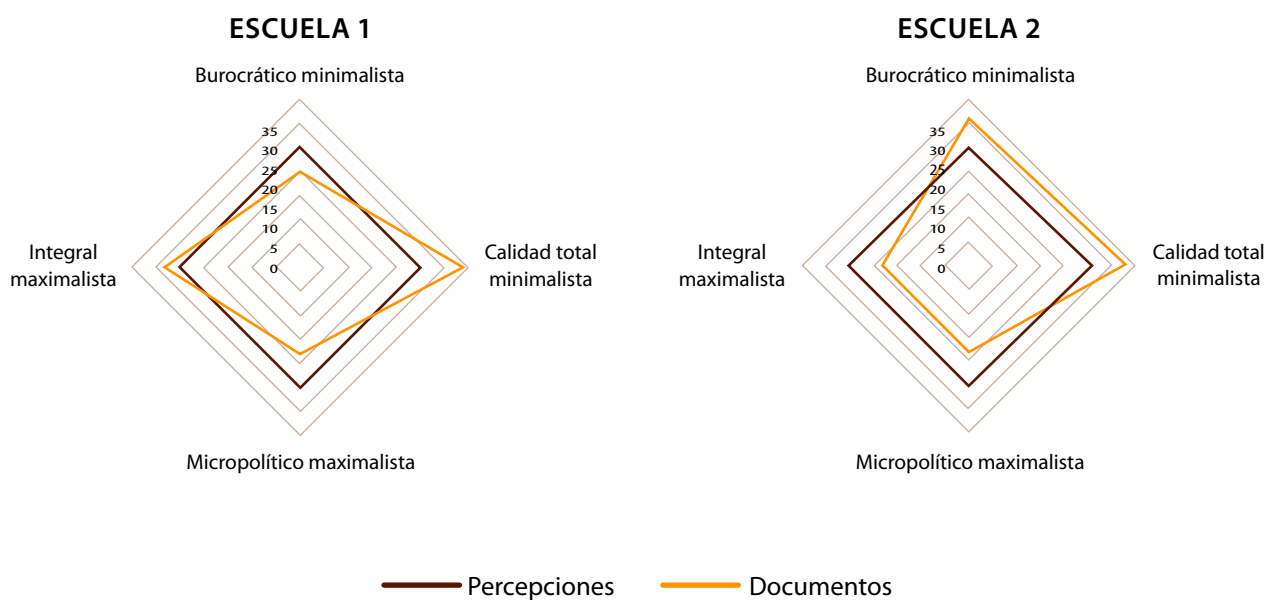 ESCUELA 1
Burocrático minimalista
35
30
25
20
15
10
5
0
Integral
maximalista
Calidad total
minimalista
Micropolítico maximalista
ESCUELA 2
Burocrático minimalista
35
30
25
20
15
10
5
0
Integral
maximalista
Calidad total
minimalista
Micropolítico maximalista
Percepciones
Documentos